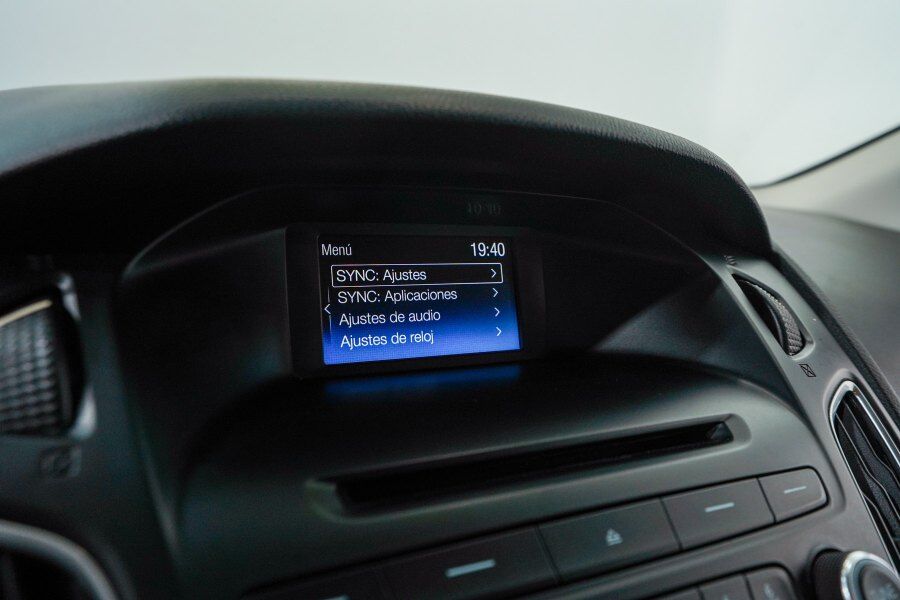 Menú 19:40
SYNC: Ajustes
SYNC: Aplicaciones
Ajustes de audio
Ajustes de reloj